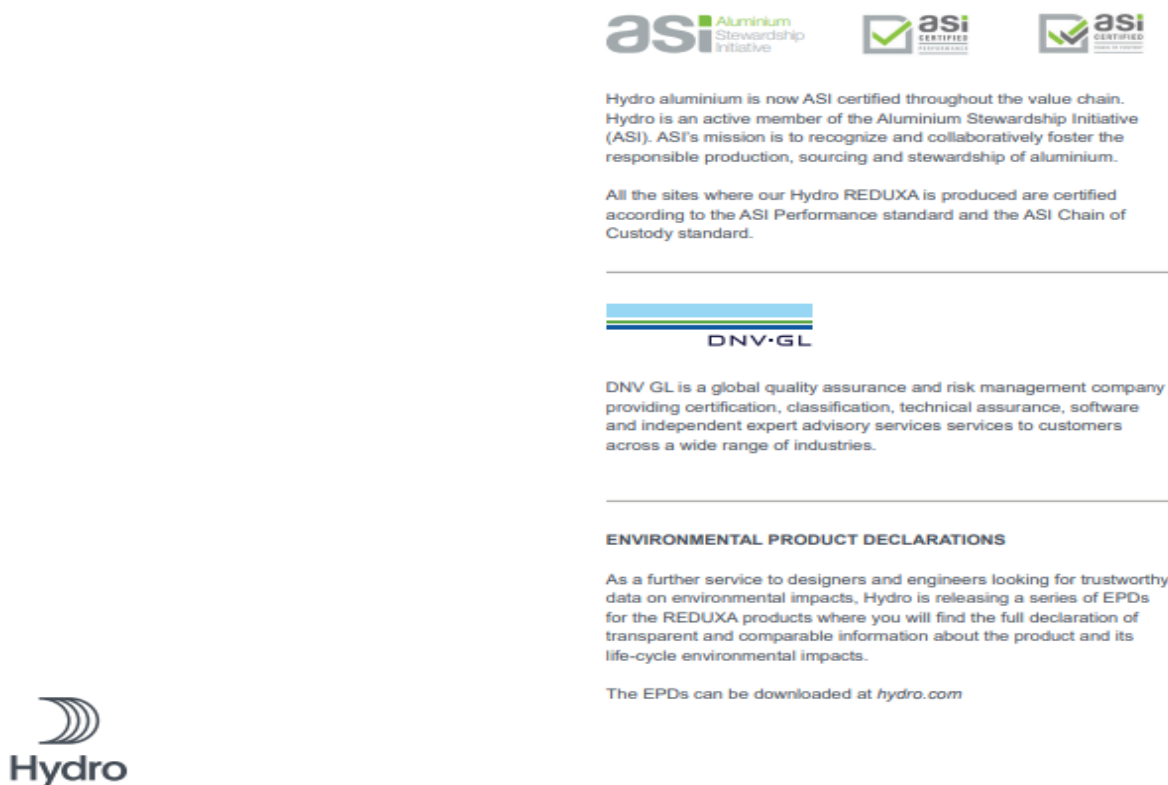 asi Aluminium
Stewardship
Initiative
asi
CERTIFIED
PERFORMANCE
asi
CERTIFIED
CHAIN OF CUSTODY
Hydro aluminium is now ASI certified throughout the value chain.
Hydro is an active member of the Aluminium Stewardship Initiative
(ASI). ASI's mission is to recognize and collaboratively foster the
responsible production, sourcing and stewardship of aluminium.
All the sites where our Hydro REDUXA is produced are certified
according to the ASI Performance standard and the ASI Chain of
Custody standard.
DNV·GL
DNV GL is a global quality assurance and risk management company
providing certification, classification, technical assurance, software
and independent expert advisory services services to customers
across a wide range of industries.
ENVIRONMENTAL PRODUCT DECLARATIONS
As a further service to designers and engineers looking for trustworthy
data on environmental impacts, Hydro is releasing a series of EPDs
for the REDUXA products where you will find the full declaration of
transparent and comparable information about the product and its
life-cycle environmental impacts.
The EPDs can be downloaded at hydro.com
Hydro